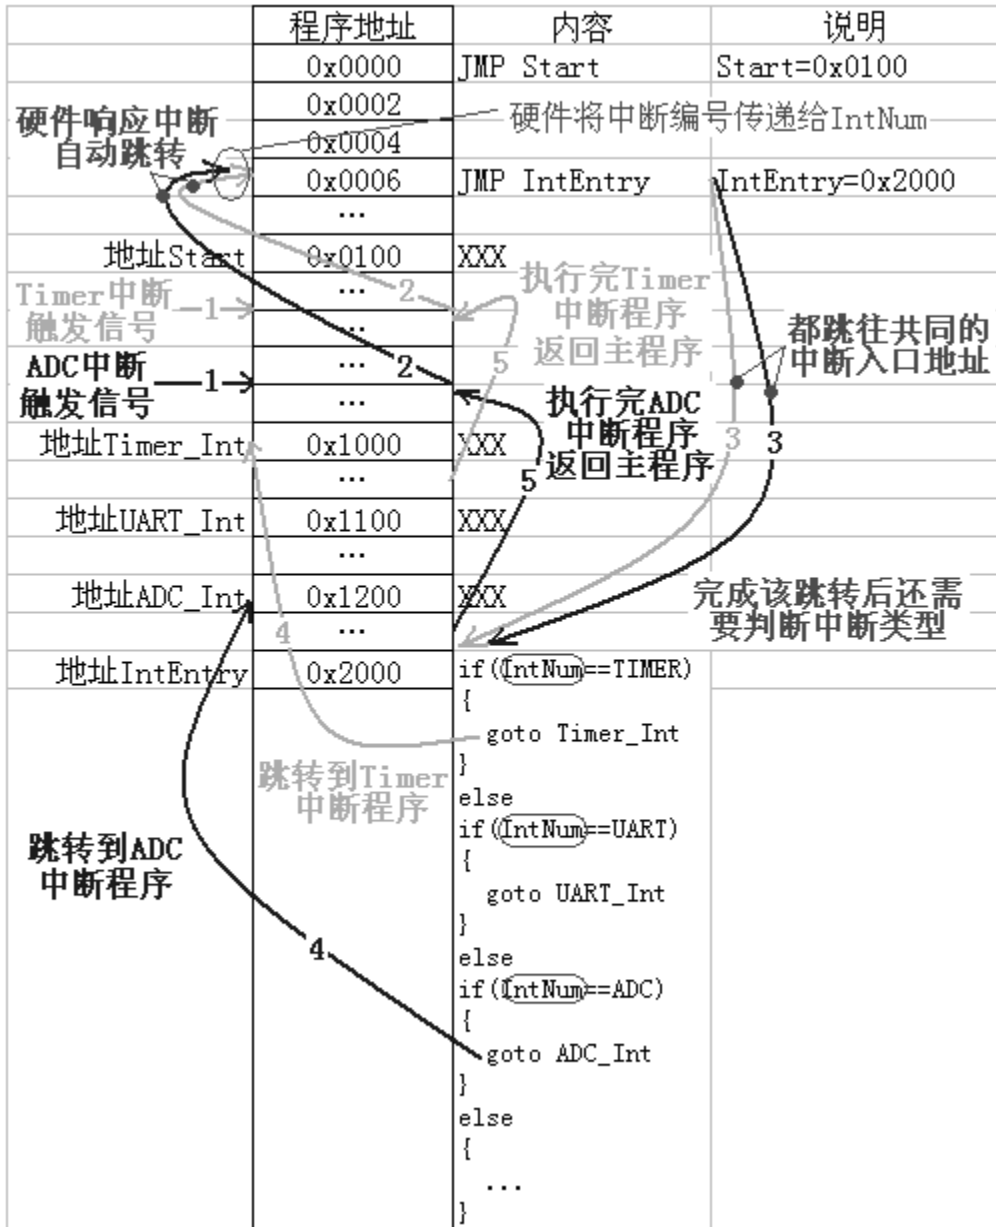 程序地址 内容 说明
0x0000 JMP Start Start=0x0100
0x0002
硬件响应中断
自动跳转
硬件将中断编号传递给IntNum
0x0004
0x0006 JMP IntEntry IntEntry=0x2000
...
地址Start 0x0100 XXX
... 2
Timer中断
触发信号
1
执行完Timer
中断程序
返回主程序
5
...
都跳往共同的
中断入口地址
ADC中断
触发信号
1
... 2
...
执行完ADC
中断程序
返回主程序
5
3 3
地址Timer_Int 0x1000 XXX
...
地址UART_Int 0x1100 XXX
...
地址ADC_Int 0x1200 XXX
完成该跳转后还需
要判断中断类型
4 ...
地址IntEntry 0x2000 if(IntNum==TIMER)
{
goto Timer_Int
}
跳转到Timer
中断程序
else
if(IntNum==UART)
{
goto UART_Int
}
跳转到ADC
中断程序
4
else
if(IntNum==ADC)
{
goto ADC_Int
}
else
{
...
}